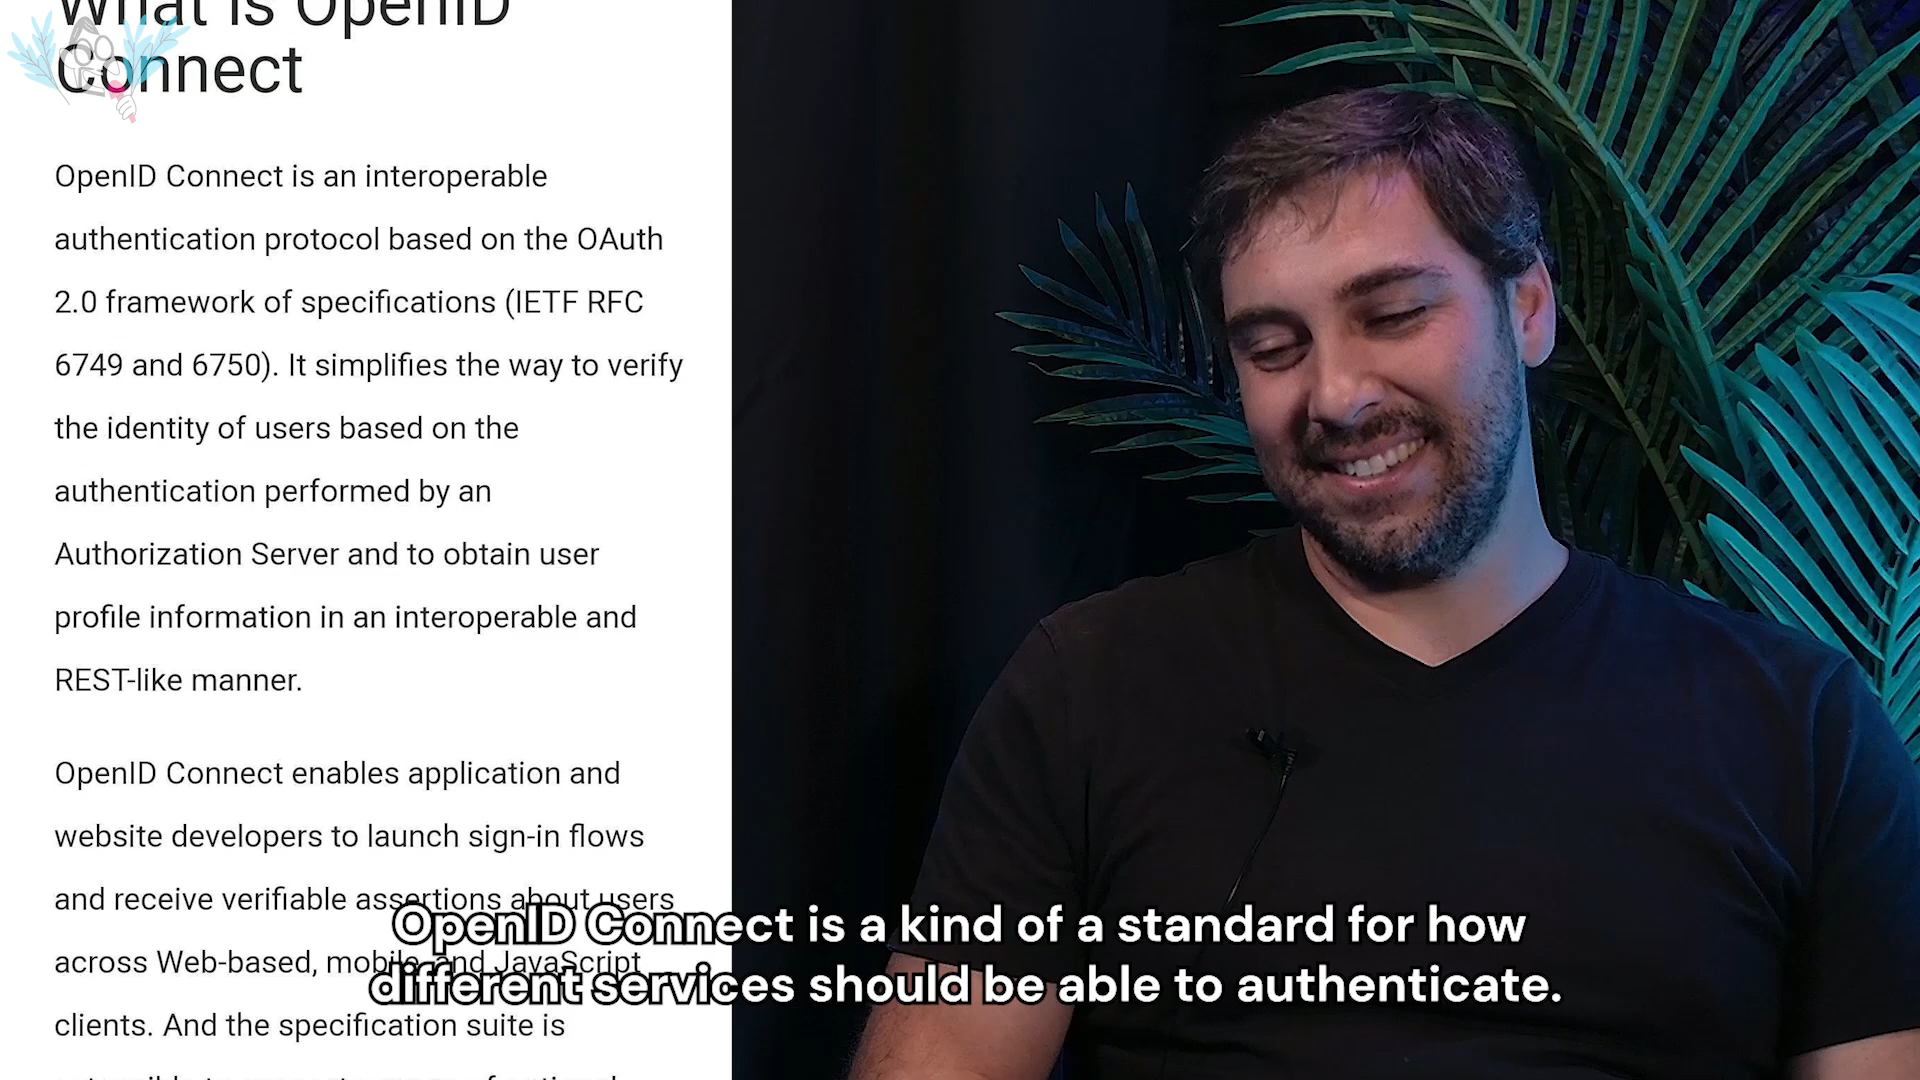 What is OpenID
Connect
OpenID Connect is an interoperable
authentication protocol based on the OAuth
2.0 framework of specifications (IETF RFC
6749 and 6750). It simplifies the way to verify
the identity of users based on the
authentication performed by an
Authorization Server and to obtain user
profile information in an interoperable and
REST-like manner.
OpenID Connect enables application and
website developers to launch sign-in flows
and receive verifiable assertions about users
across Web-based, mobile, and JavaScript
clients. And the specification suite is
OpenID Connect is a kind of a standard for how
different services should be able to authenticate.